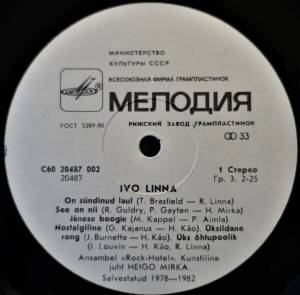 МИНИСТЕРСТВО
КУЛЬТУРЫ СССР
ВСЕСОЮЗНАЯ ФИРМА ГРАМПЛАСТИНОК
МЕЛОДИЯ
ГОСТ 5289-80
РИЖСКИЙ ЗАВОД ГРАМПЛАСТИНОК
33
С60 20487 002
20487
1 Стерео
Гр. 3. 2-25
IVO LINNA
On sündinud laul (T. Brasfield — R. Linna)
See on nii (R. Guldry, P. Gayten — H. Mirka)
Jänese boogie (M. Kappel — P. Aimla)
Nostalgiline (G. Kajanus — H. Käo). Üksildane
rong (J. Burnette — H. Käo). Üks õhtupoolik
(I. Louvin — H. Käo, R. Linna)
Ansambel «Rock-Hotel». Kunstiline
juht HEIGO MIRKA
Salvestatud 1978—1982